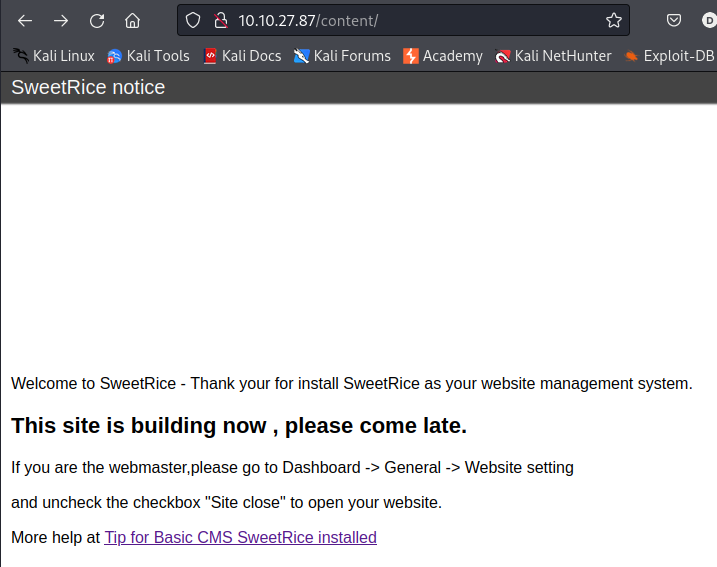 10.10.27.87/content/
Kali Linux Kali Tools Kali Docs Kali Forums Academy Kali NetHunter Exploit-DB
SweetRice notice
Welcome to SweetRice - Thank your for install SweetRice as your website management system.
This site is building now , please come late.
If you are the webmaster,please go to Dashboard -> General -> Website setting
and uncheck the checkbox "Site close" to open your website.
More help at Tip for Basic CMS SweetRice installed